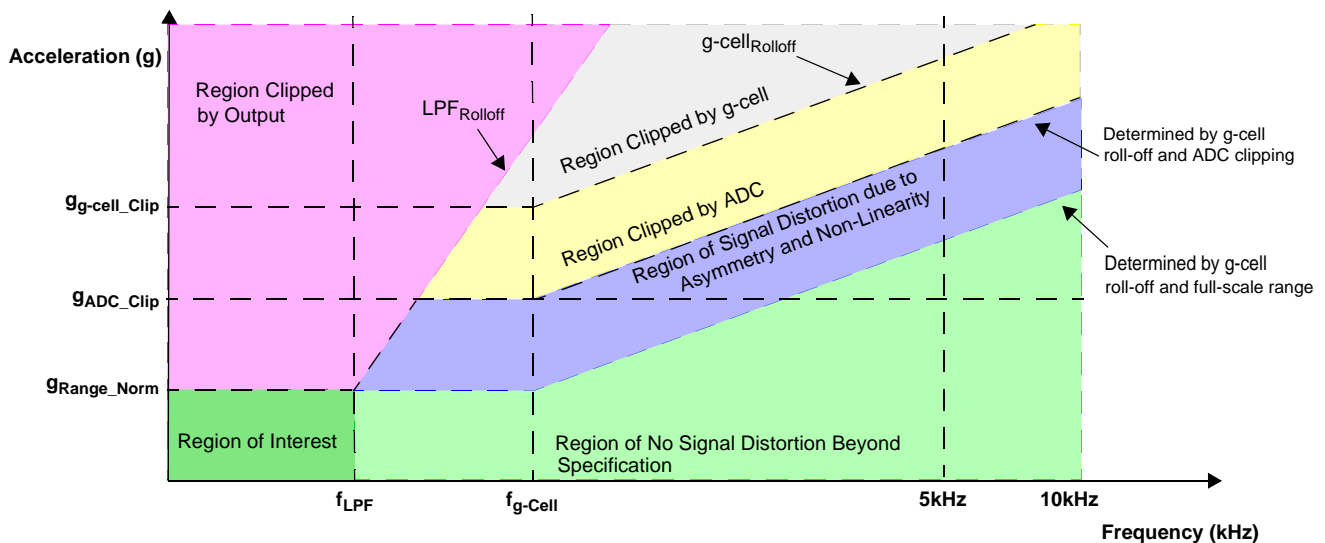 Acceleration (g)
Region Clipped
by Output
LPFRolloff
g-cellRolloff
Region Clipped by g-cell
Region Clipped by ADC
Region of Signal Distortion due to
Asymmetry and Non-Linearity
Determined by g-cell
roll-off and ADC clipping
Determined by g-cell
roll-off and full-scale range
gg-cell_Clip
gADC_Clip
gRange_Norm
Region of Interest
Region of No Signal Distortion Beyond
Specification
fLPF
fg-Cell
5kHz
10kHz
Frequency (kHz)